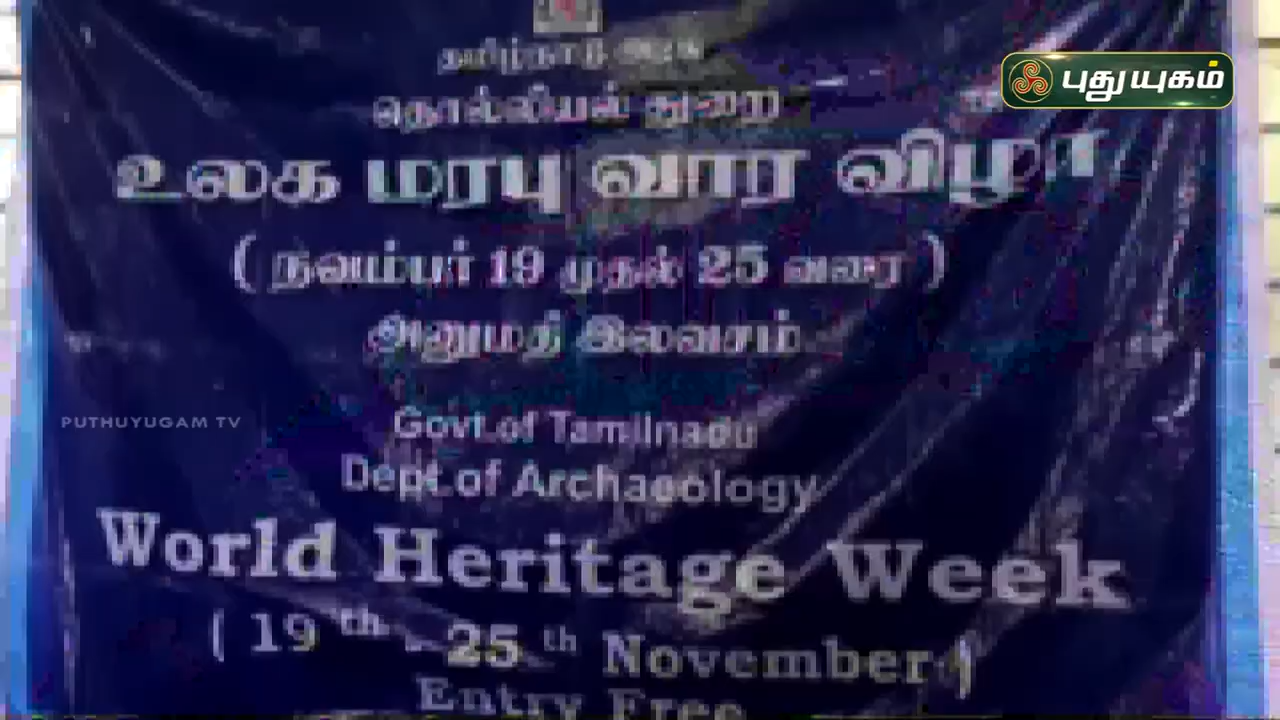 தமிழ்நாடு அரசு
தொல்லியல் துறை
புதுயுகம்
உலக மரபு வார விழா
( நவம்பர் 19 முதல் 25 வரை )
அனுமதி இலவசம்
Govt.of Tamilnadu
PUTHUYUGAM TV
Dept.of Archaeology
World Heritage Week
( 19th - 25th November )
Entry Free